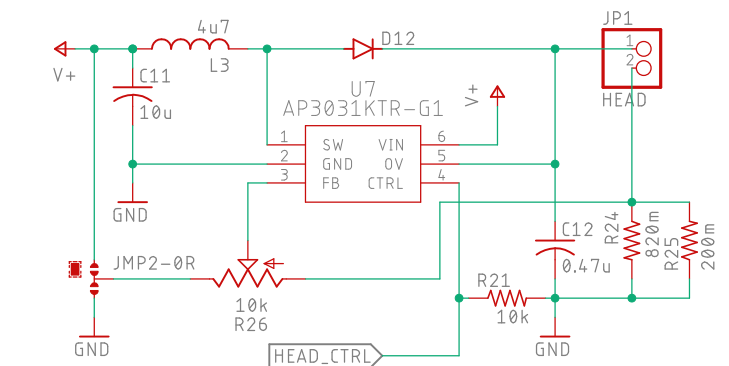 4u7
L3
D12
JP1
1
2
HEAD
V+
C11
10u
U7
AP3031KTR-G1
V+
1
2
3
SW
GND
FB
VIN
OV
CTRL
6
5
4
GND
C12
0.47u
R24
820m
R25
200m
JMP2-0R
10k
R26
R21
10k
GND
GND
HEAD_CTRL